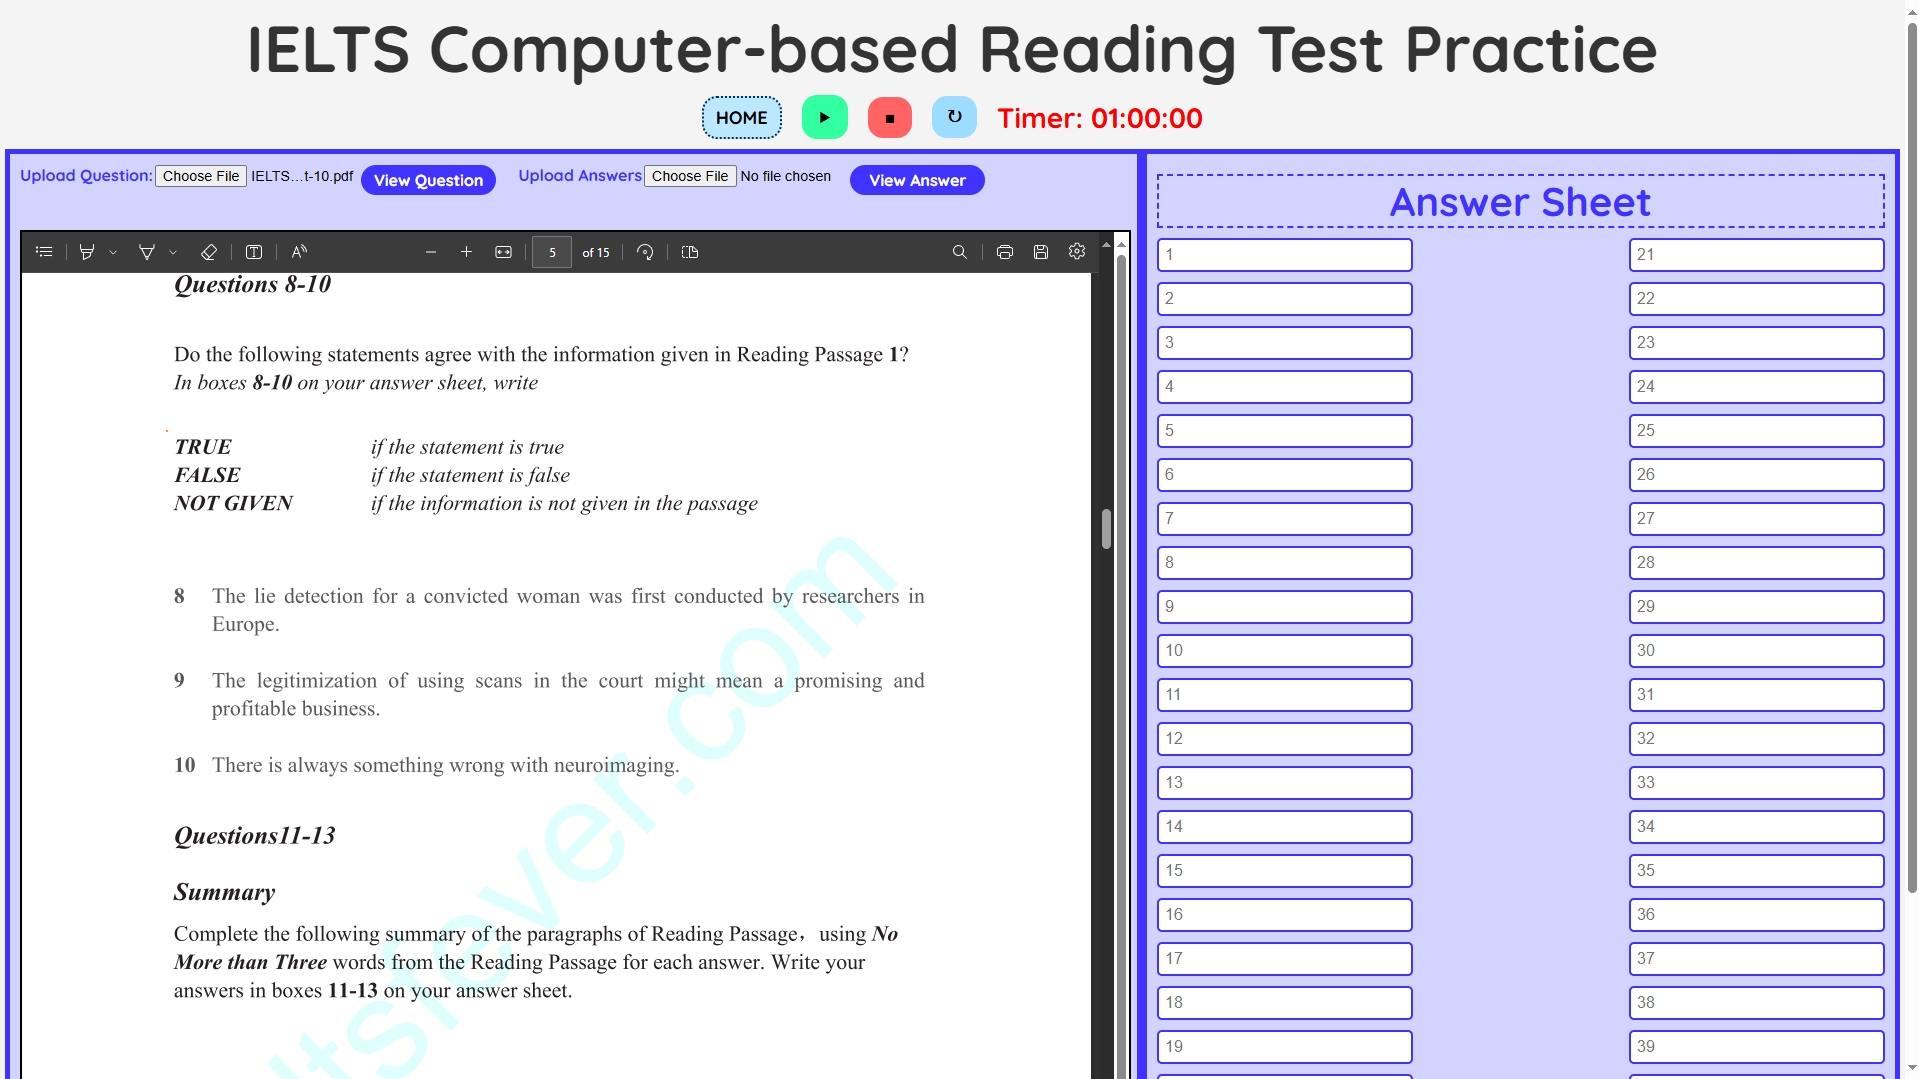 IELTS Computer-based Reading Test Practice
HOME
Timer: 01:00:00
Upload Question: Choose File IELTS...t-10.pdf View Question Upload Answers Choose File No file chosen View Answer
5 of 15
Questions 8-10
Do the following statements agree with the information given in Reading Passage 1?
In boxes 8-10 on your answer sheet, write
TRUE if the statement is true
FALSE if the statement is false
NOT GIVEN if the information is not given in the passage
8 The lie detection for a convicted woman was first conducted by researchers in
Europe.
9 The legitimization of using scans in the court might mean a promising and
profitable business.
10 There is always something wrong with neuroimaging.
Questions11-13
Summary
Complete the following summary of the paragraphs of Reading Passage，using No
More than Three words from the Reading Passage for each answer. Write your
answers in boxes 11-13 on your answer sheet.
ltsfever.com
Answer Sheet
1
2
3
4
5
6
7
8
9
10
11
12
13
14
15
16
17
18
19
21
22
23
24
25
26
27
28
29
30
31
32
33
34
35
36
37
38
39